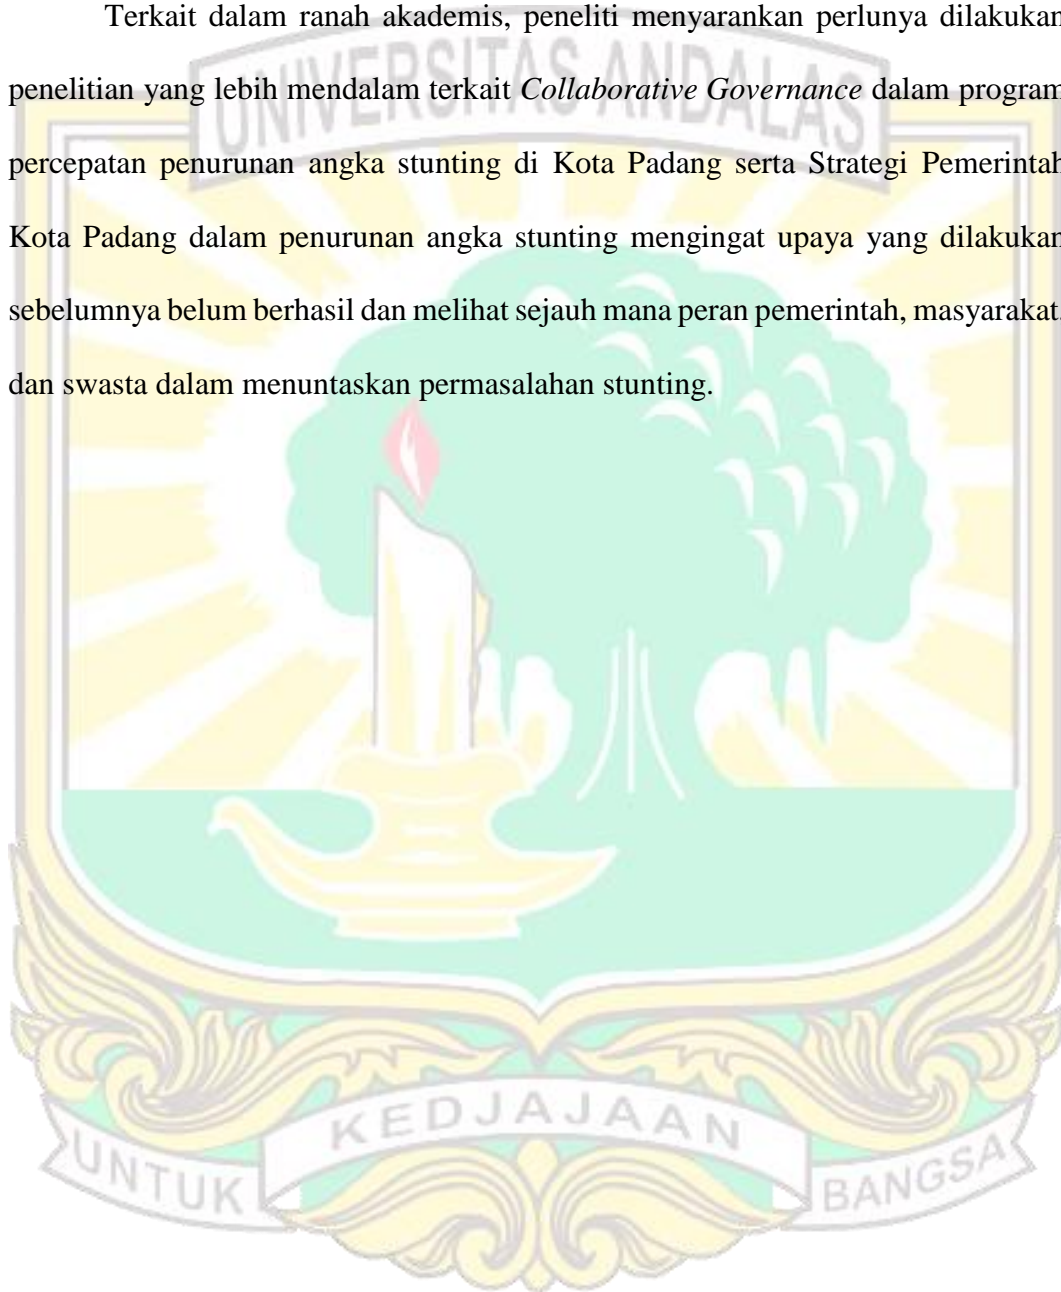 Terkait dalam ranah akademis, peneliti menyarankan perlunya dilakukan
penelitian yang lebih mendalam terkait Collaborative Governance dalam program
percepatan penurunan angka stunting di Kota Padang serta Strategi Pemerintah
Kota Padang dalam penurunan angka stunting mengingat upaya yang dilakukan
sebelumnya belum berhasil dan melihat sejauh mana peran pemerintah, masyarakat,
dan swasta dalam menuntaskan permasalahan stunting.
UNIVERSITAS ANDALAS
UNTUK KEDJAJAAN BANGSA